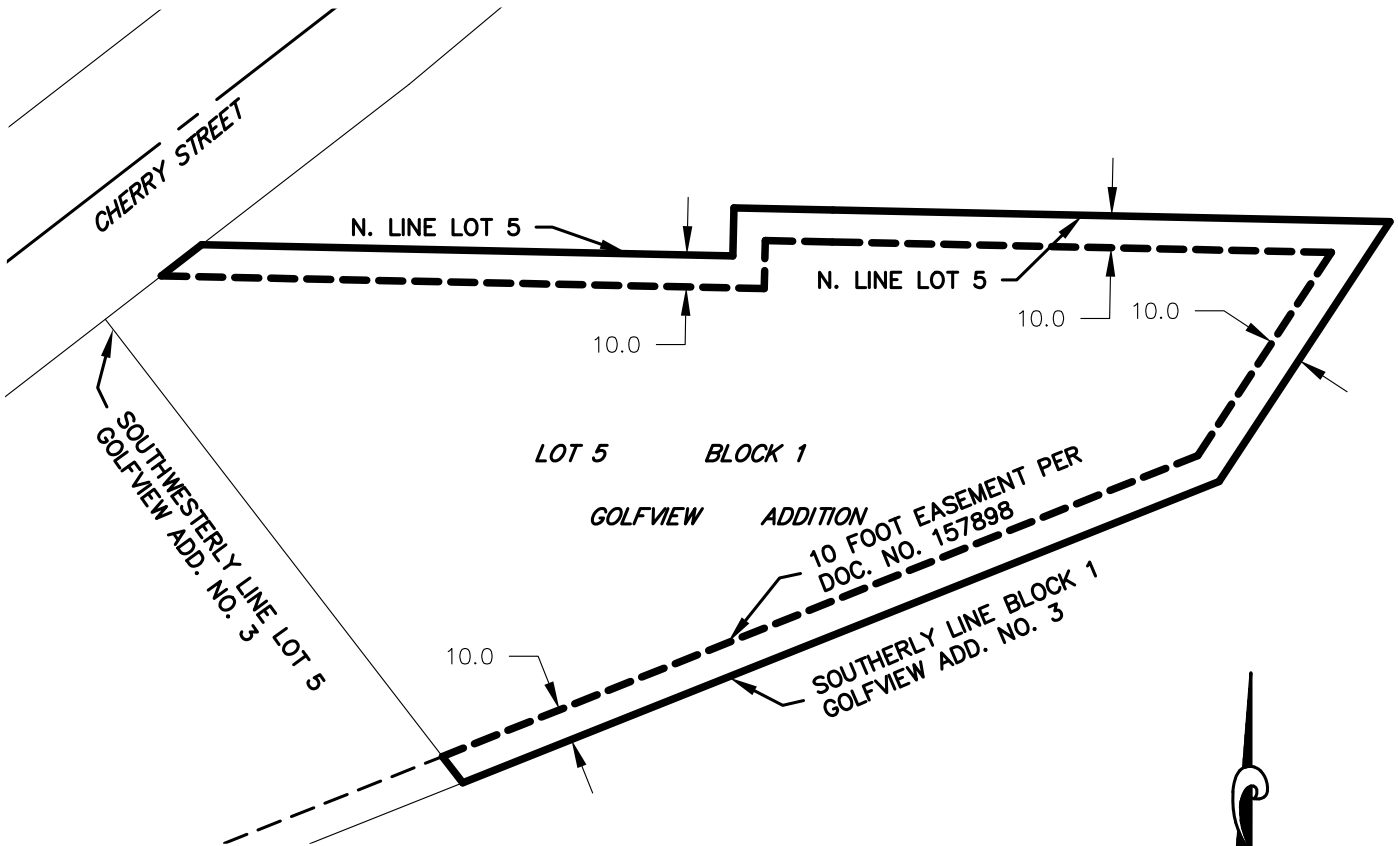 CHERRY STREET
N. LINE LOT 5
N. LINE LOT 5
10.0
10.0
10.0
SOUTHWESTERLY LINE LOT 5
GOLFVIEW ADD. NO. 3
LOT 5 BLOCK 1
GOLFVIEW ADDITION
10 FOOT EASEMENT PER
DOC. NO. 157898
10.0
SOUTHERLY LINE BLOCK 1
GOLFVIEW ADD. NO. 3